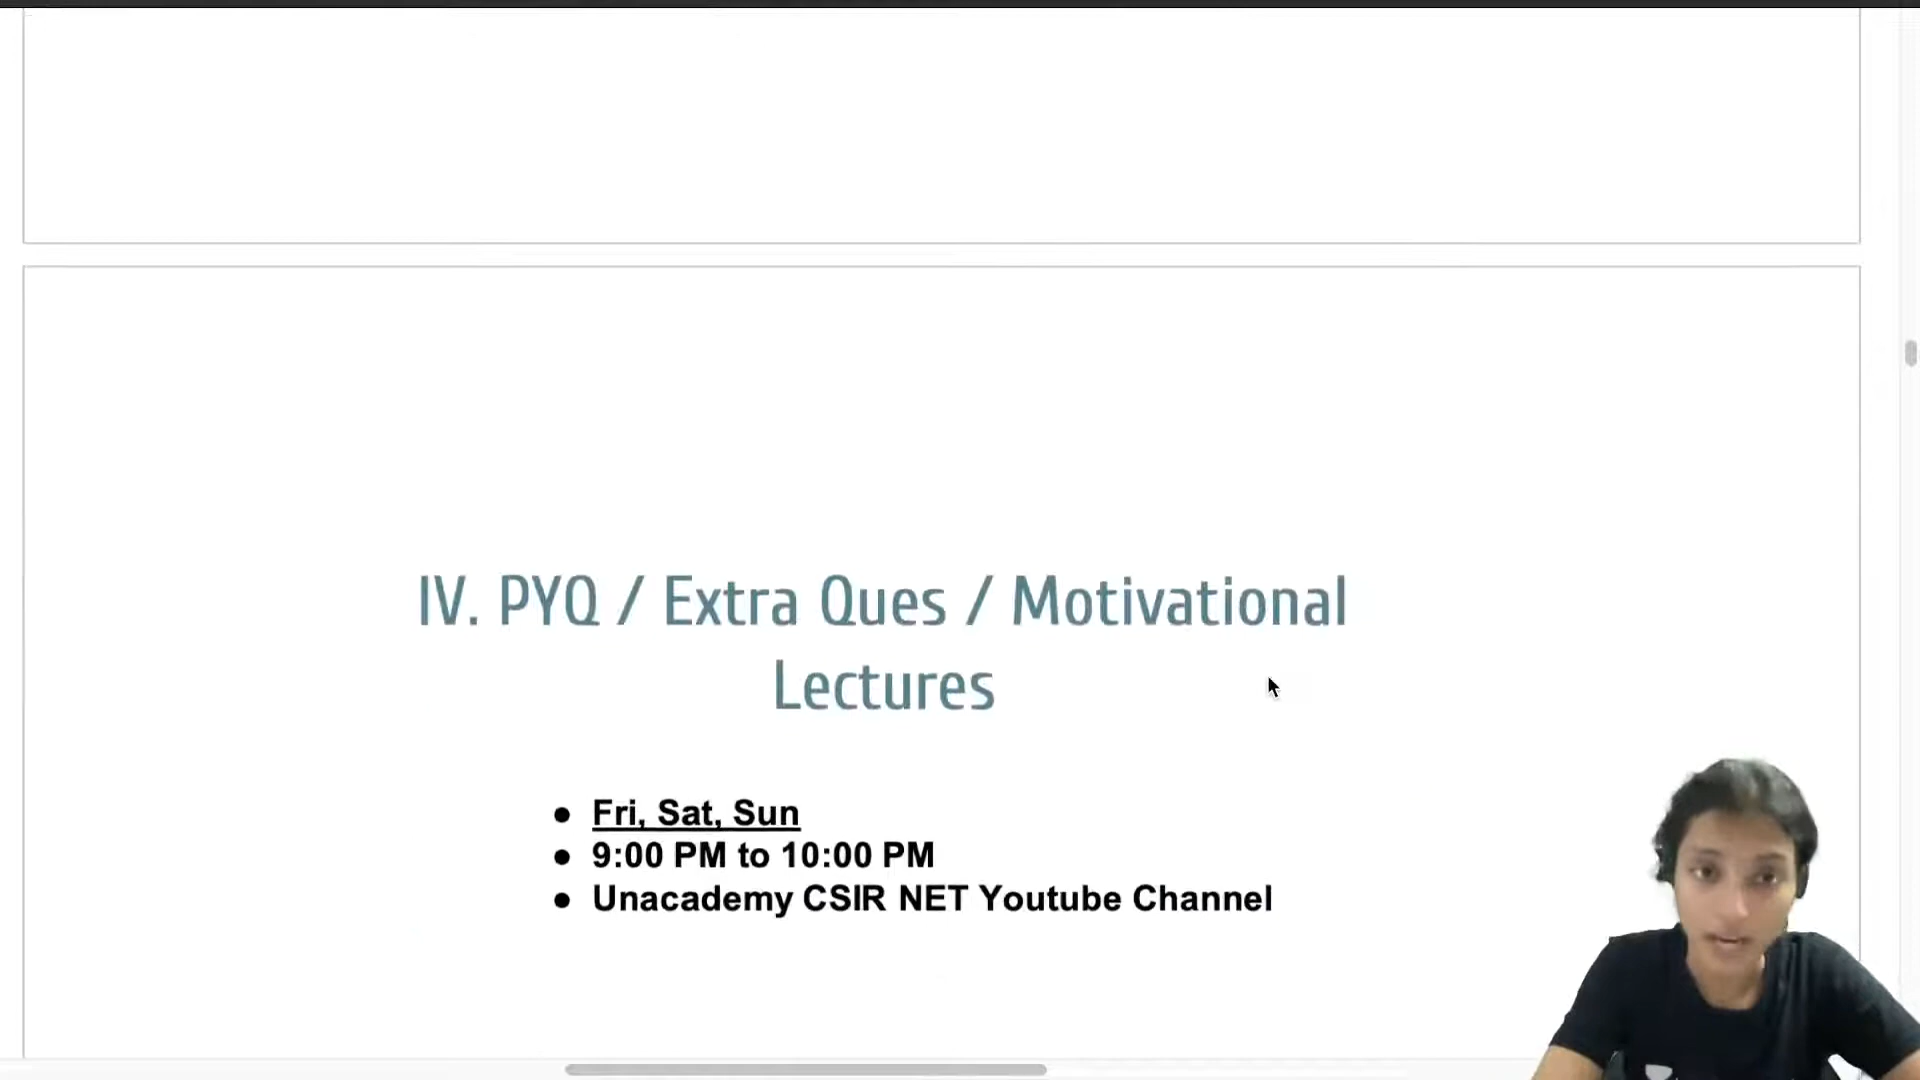 IV. PYQ / Extra Ques / Motivational
Lectures
● Fri, Sat, Sun
● 9:00 PM to 10:00 PM
● Unacademy CSIR NET Youtube Channel